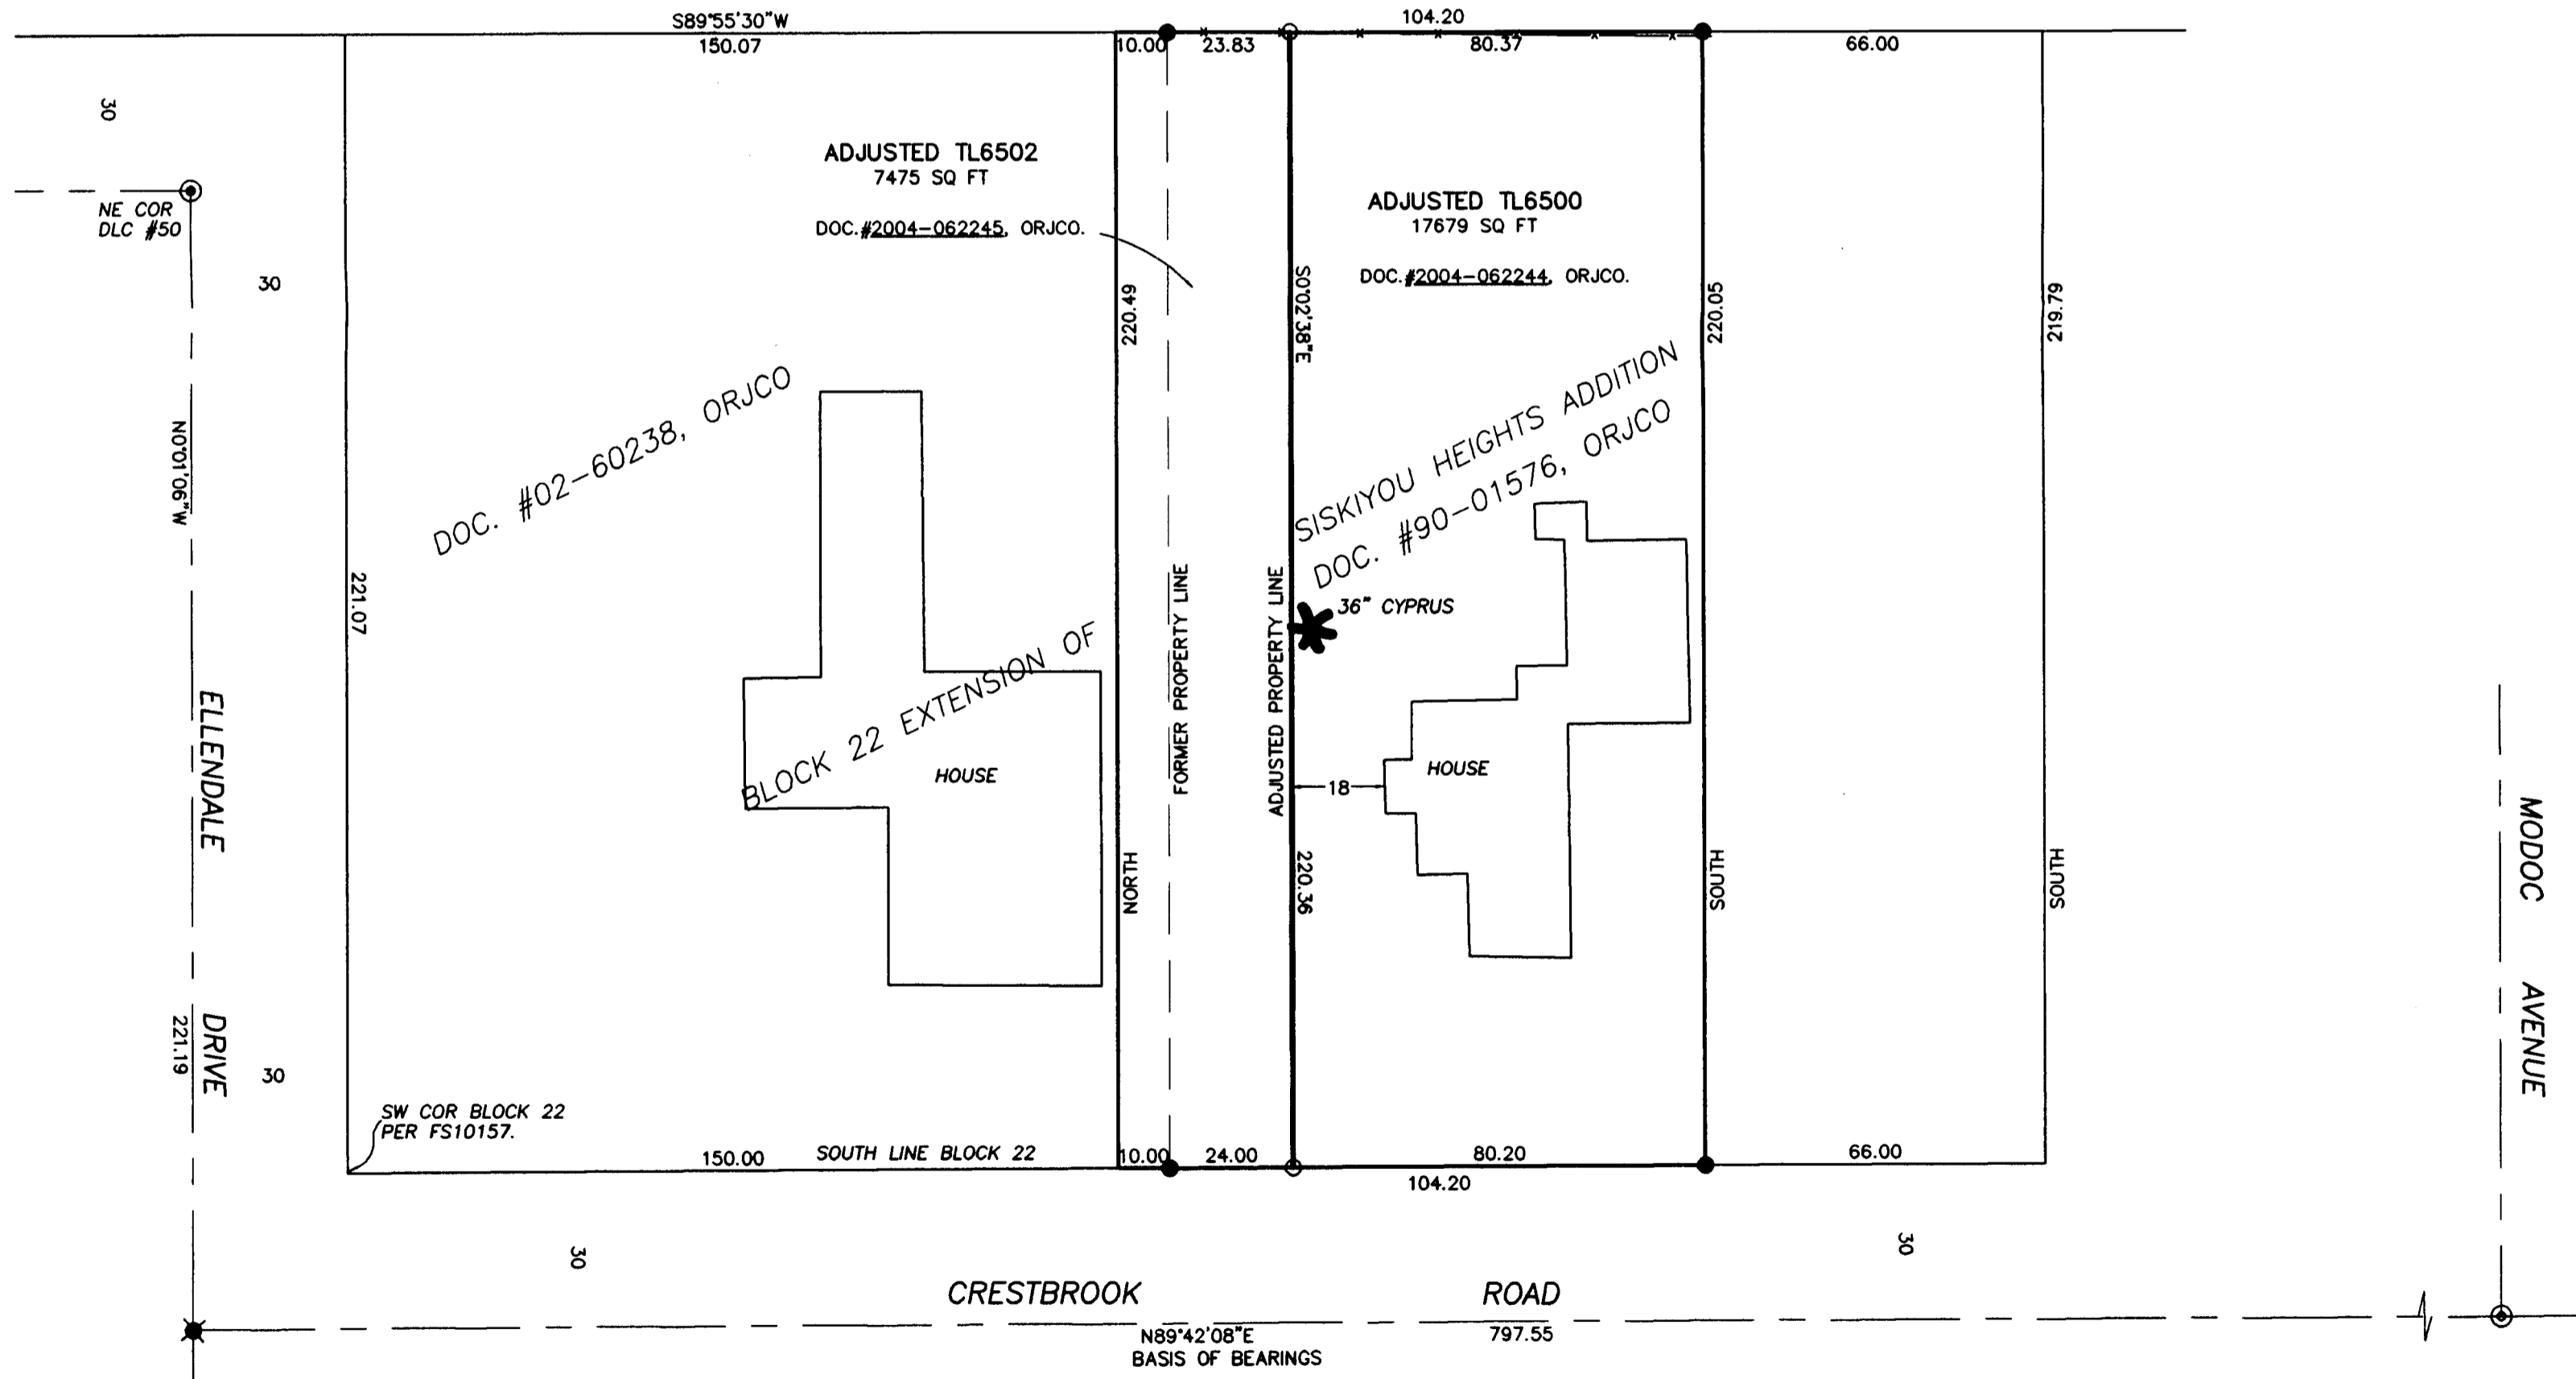 S89°55'30"W
104.20
150.07
10.00
23.83
80.37
66.00
30
ADJUSTED TL6502
7475 SQ FT
DOC.#2004-062245, ORJCO.
ADJUSTED TL6500
17679 SQ FT
DOC.#2004-062244, ORJCO.
NE COR
DLC #50
30
220.49
S0°02'38"E
220.05
219.79
DOC. #02-60238, ORJCO
SISKIYOU HEIGHTS ADDITION
DOC. #90-01576, ORJCO
N0°01'06"W
221.07
FORMER PROPERTY LINE
ADJUSTED PROPERTY LINE
36" CYPRUS
BLOCK 22 EXTENSION OF
HOUSE
HOUSE
18
ELLENDALE DRIVE
221.19
NORTH
220.36
SOUTH
SOUTH
MODOC AVENUE
30
SW COR BLOCK 22
PER FS10157.
150.00
SOUTH LINE BLOCK 22
10.00
24.00
80.20
66.00
104.20
30
30
CRESTBROOK ROAD
N89°42'08"E
797.55
BASIS OF BEARINGS